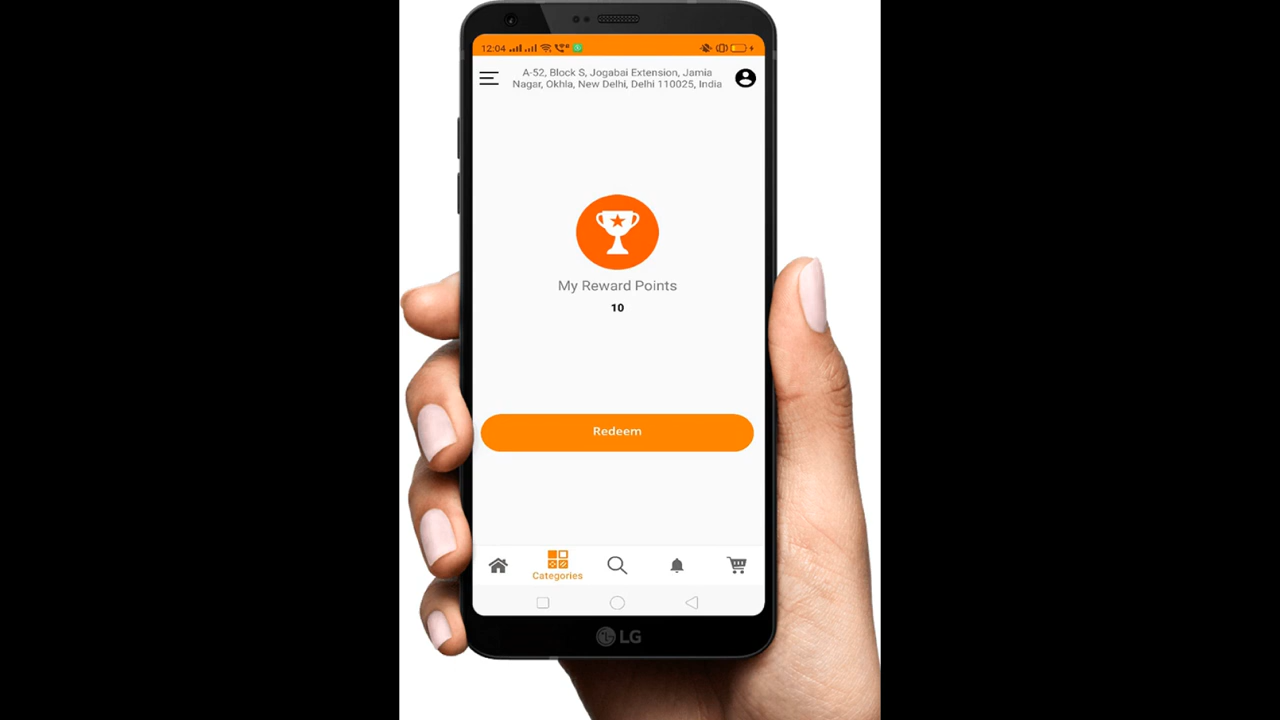 12:04
A-52, Block S, Jogabai Extension, Jamia
Nagar, Okhla, New Delhi, Delhi 110025, India
My Reward Points
10
Redeem
Categories
LG